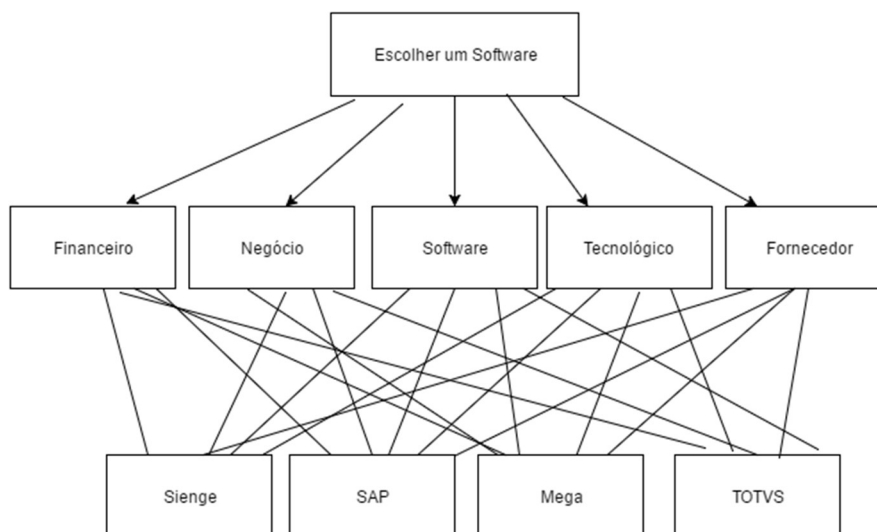 Escolher um Software
Financeiro
Negócio
Software
Tecnológico
Fornecedor
Sienge
SAP
Mega
TOTVS